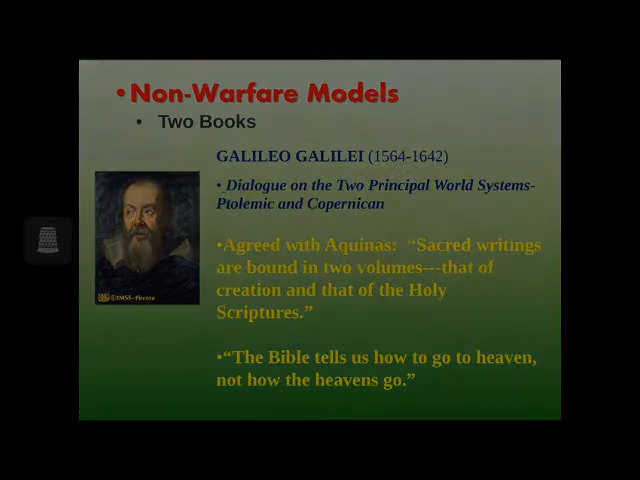 •Non-Warfare Models
• Two Books
GALILEO GALILEI (1564-1642)
• Dialogue on the Two Principal World Systems-
Ptolemic and Copernican
•Agreed with Aquinas: “Sacred writings
are bound in two volumes---that of
creation and that of the Holy
Scriptures.”
•“The Bible tells us how to go to heaven,
not how the heavens go.”
©IMSS - Firenze